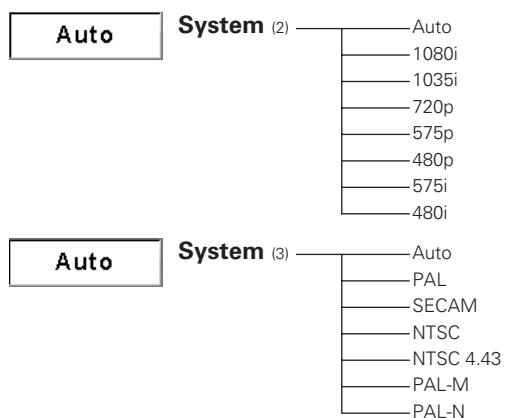 Auto
System (2)
Auto
1080i
1035i
720p
575p
480p
575i
480i
Auto
System (3)
Auto
PAL
SECAM
NTSC
NTSC 4.43
PAL-M
PAL-N